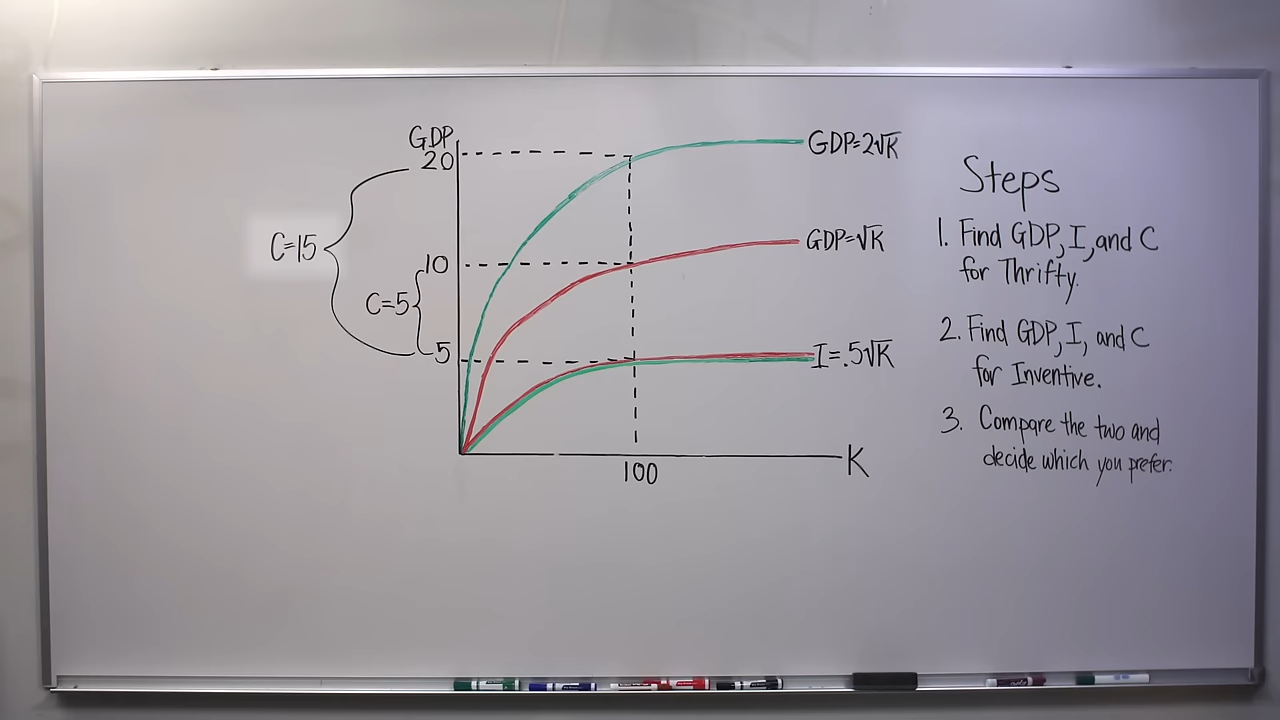 GDP
20
GDP=2√K
C=15
10
GDP=√K
C=5
5
I=.5√K
K
100
Steps
1. Find GDP, I, and C
for Thrifty.
2. Find GDP, I, and C
for Inventive.
3. Compare the two and
decide which you prefer.